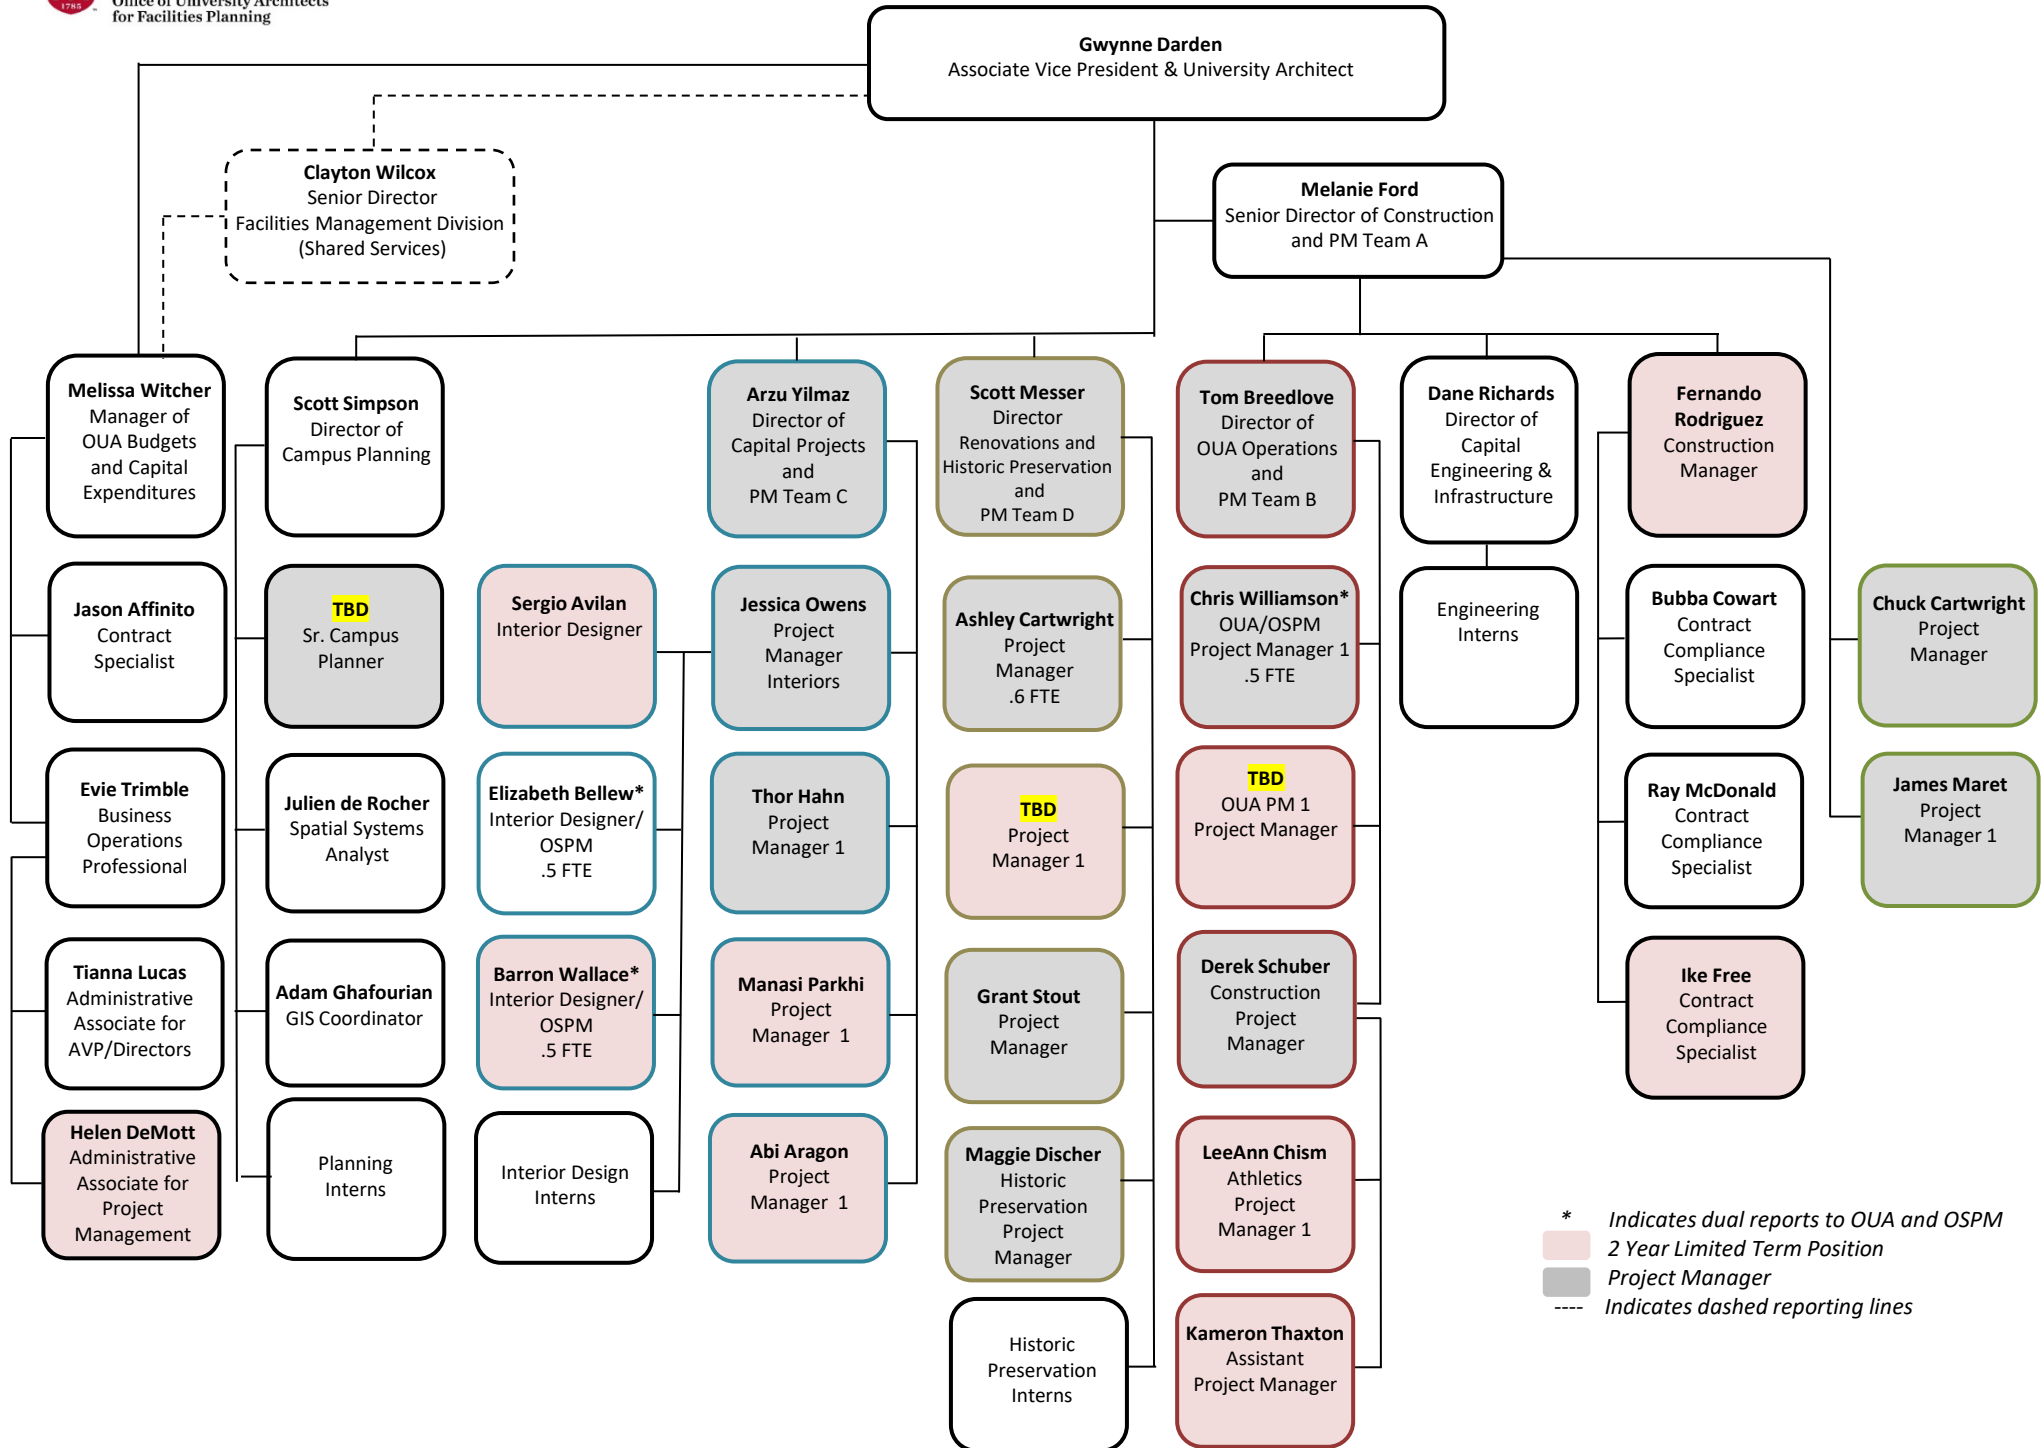 1785
Office of University Architects
for Facilities Planning
Gwynne Darden
Associate Vice President & University Architect
Clayton Wilcox
Senior Director
Facilities Management Division
(Shared Services)
Melanie Ford
Senior Director of Construction
and PM Team A
Melissa Witcher
Manager of
OUA Budgets
and Capital
Expenditures
Scott Simpson
Director of
Campus Planning
Arzu Yilmaz
Director of
Capital Projects
and
PM Team C
Scott Messer
Director
Renovations and
Historic Preservation
and
PM Team D
Tom Breedlove
Director of
OUA Operations
and
PM Team B
Dane Richards
Director of
Capital
Engineering &
Infrastructure
Fernando
Rodriguez
Construction
Manager
Jason Affinito
Contract
Specialist
TBD
Sr. Campus
Planner
Sergio Avilan
Interior Designer
Jessica Owens
Project
Manager
Interiors
Ashley Cartwright
Project
Manager
.6 FTE
Chris Williamson*
OUA/OSPM
Project Manager 1
.5 FTE
Engineering
Interns
Bubba Cowart
Contract
Compliance
Specialist
Chuck Cartwright
Project
Manager
Evie Trimble
Business
Operations
Professional
Julien de Rocher
Spatial Systems
Analyst
Elizabeth Bellew*
Interior Designer/
OSPM
.5 FTE
Thor Hahn
Project
Manager 1
TBD
Project
Manager 1
TBD
OUA PM 1
Project Manager
Ray McDonald
Contract
Compliance
Specialist
James Maret
Project
Manager 1
Tianna Lucas
Administrative
Associate for
AVP/Directors
Adam Ghafourian
GIS Coordinator
Barron Wallace*
Interior Designer/
OSPM
.5 FTE
Manasi Parkhi
Project
Manager 1
Grant Stout
Project
Manager
Derek Schuber
Construction
Project
Manager
Ike Free
Contract
Compliance
Specialist
Helen DeMott
Administrative
Associate for
Project
Management
Planning
Interns
Interior Design
Interns
Abi Aragon
Project
Manager 1
Maggie Discher
Historic
Preservation
Project
Manager
LeeAnn Chism
Athletics
Project
Manager 1
Historic
Preservation
Interns
Kameron Thaxton
Assistant
Project Manager
* Indicates dual reports to OUA and OSPM
2 Year Limited Term Position
Project Manager
---- Indicates dashed reporting lines